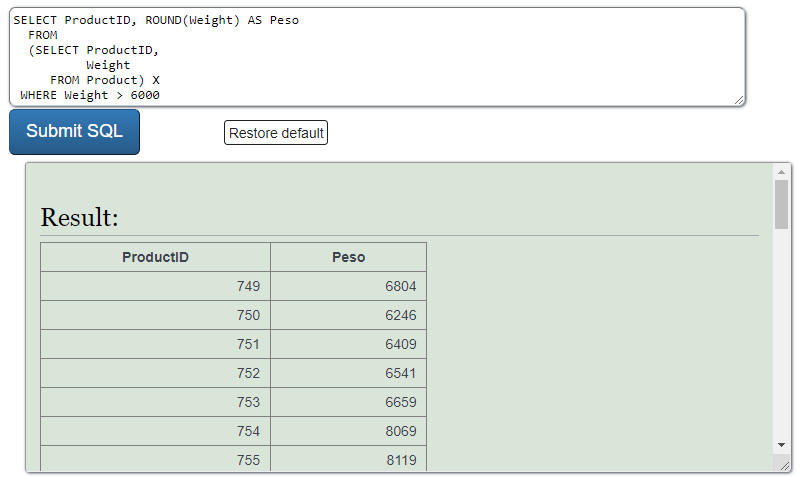 SELECT ProductID, ROUND(Weight) AS Peso
FROM
(SELECT ProductID,
Weight
FROM Product) X
WHERE Weight > 6000
Submit SQL
Restore default
Result:
ProductID Peso
749 6804
750 6246
751 6409
752 6541
753 6659
754 8069
755 8119